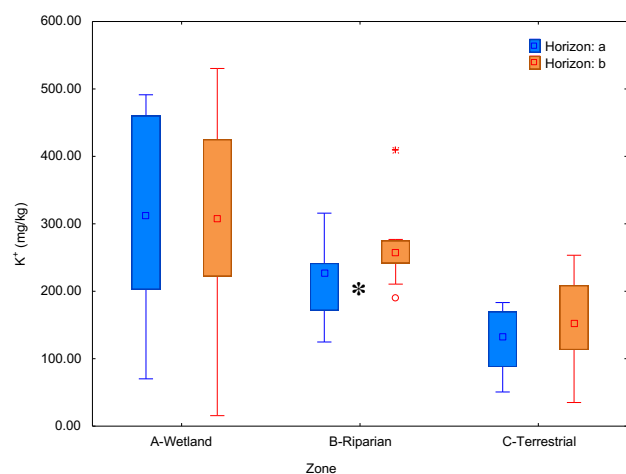 600.00
500.00
400.00
300.00
200.00
100.00
0.00
K⁺ (mg/kg)
Horizon: a
Horizon: b
*
A-Wetland
B-Riparian
C-Terrestrial
Zone